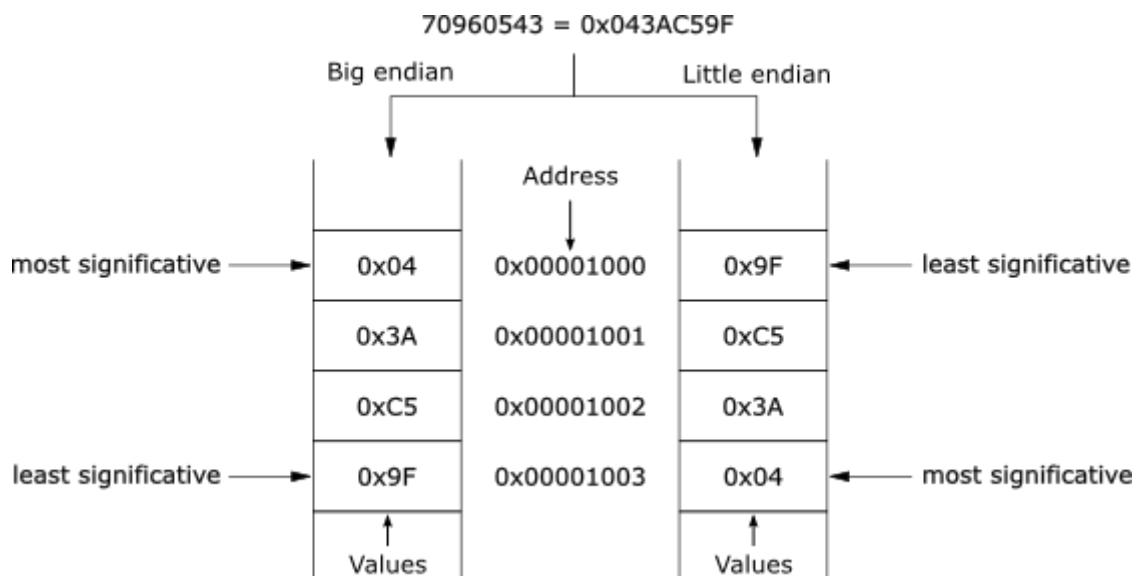 70960543 = 0x043AC59F
Big endian Little endian
Address
most significative 0x04 0x00001000 0x9F least significative
0x3A 0x00001001 0xC5
0xC5 0x00001002 0x3A
least significative 0x9F 0x00001003 0x04 most significative
Values Values